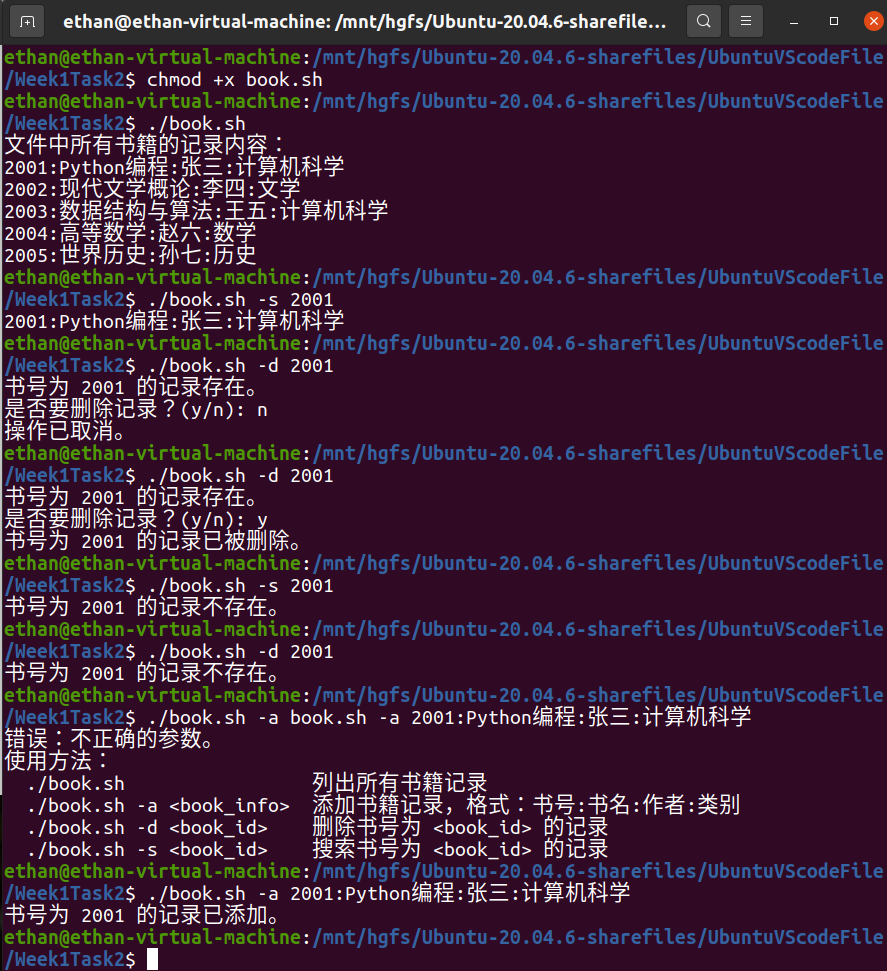 ethan@ethan-virtual-machine: /mnt/hgfs/Ubuntu-20.04.6-sharefile...
ethan@ethan-virtual-machine:/mnt/hgfs/Ubuntu-20.04.6-sharefiles/UbuntuVScodeFile
/Week1Task2$ chmod +x book.sh
ethan@ethan-virtual-machine:/mnt/hgfs/Ubuntu-20.04.6-sharefiles/UbuntuVScodeFile
/Week1Task2$ ./book.sh
文件中所有书籍的记录内容：
2001:Python编程:张三:计算机科学
2002:现代文学概论:李四:文学
2003:数据结构与算法:王五:计算机科学
2004:高等数学:赵六:数学
2005:世界历史:孙七:历史
ethan@ethan-virtual-machine:/mnt/hgfs/Ubuntu-20.04.6-sharefiles/UbuntuVScodeFile
/Week1Task2$ ./book.sh -s 2001
2001:Python编程:张三:计算机科学
ethan@ethan-virtual-machine:/mnt/hgfs/Ubuntu-20.04.6-sharefiles/UbuntuVScodeFile
/Week1Task2$ ./book.sh -d 2001
书号为 2001 的记录存在。
是否要删除记录？(y/n): n
操作已取消。
ethan@ethan-virtual-machine:/mnt/hgfs/Ubuntu-20.04.6-sharefiles/UbuntuVScodeFile
/Week1Task2$ ./book.sh -d 2001
书号为 2001 的记录存在。
是否要删除记录？(y/n): y
书号为 2001 的记录已被删除。
ethan@ethan-virtual-machine:/mnt/hgfs/Ubuntu-20.04.6-sharefiles/UbuntuVScodeFile
/Week1Task2$ ./book.sh -s 2001
书号为 2001 的记录不存在。
ethan@ethan-virtual-machine:/mnt/hgfs/Ubuntu-20.04.6-sharefiles/UbuntuVScodeFile
/Week1Task2$ ./book.sh -d 2001
书号为 2001 的记录不存在。
ethan@ethan-virtual-machine:/mnt/hgfs/Ubuntu-20.04.6-sharefiles/UbuntuVScodeFile
/Week1Task2$ ./book.sh -a book.sh -a 2001:Python编程:张三:计算机科学
错误：不正确的参数。
使用方法：
  ./book.sh                 列出所有书籍记录
  ./book.sh -a <book_info>  添加书籍记录，格式：书号:书名:作者:类别
  ./book.sh -d <book_id>    删除书号为 <book_id> 的记录
  ./book.sh -s <book_id>    搜索书号为 <book_id> 的记录
ethan@ethan-virtual-machine:/mnt/hgfs/Ubuntu-20.04.6-sharefiles/UbuntuVScodeFile
/Week1Task2$ ./book.sh -a 2001:Python编程:张三:计算机科学
书号为 2001 的记录已添加。
ethan@ethan-virtual-machine:/mnt/hgfs/Ubuntu-20.04.6-sharefiles/UbuntuVScodeFile
/Week1Task2$